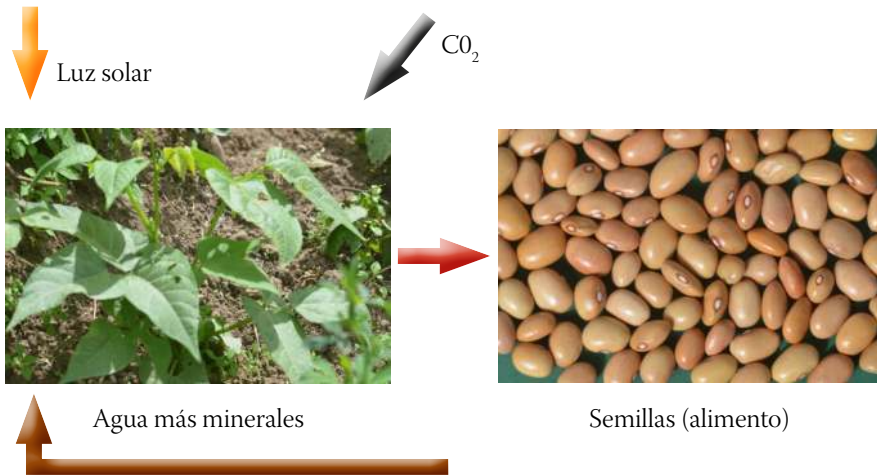 Luz solar
C0₂
Agua más minerales
Semillas (alimento)